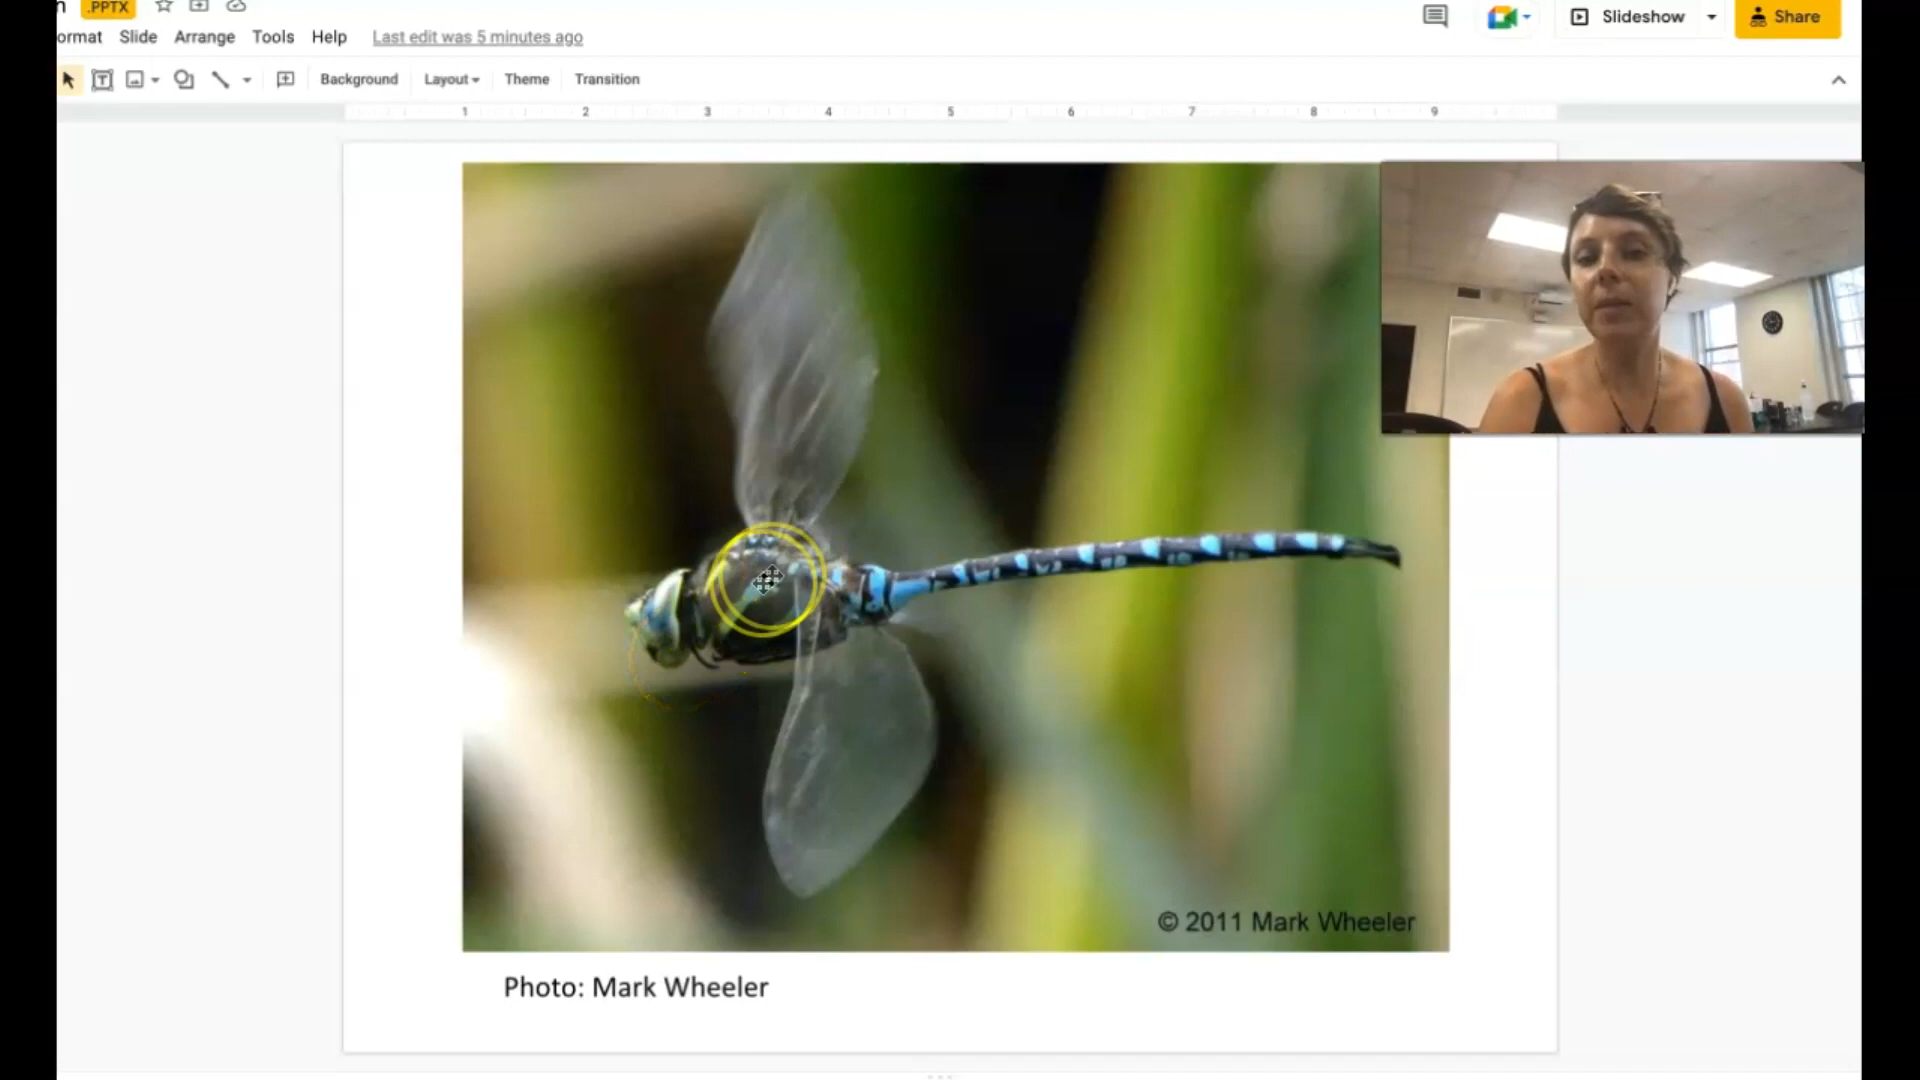 .PPTX
Slideshow
Share
ormat Slide Arrange Tools Help Last edit was 5 minutes ago
Background Layout Theme Transition
1 2 3 4 5 6 7 8 9
© 2011 Mark Wheeler
Photo: Mark Wheeler